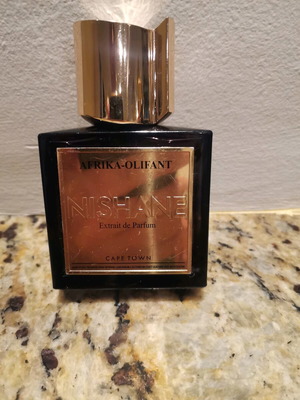 AFRIKA-OLIFANT
NISHANE
Extrait de Parfum
CAPE TOWN